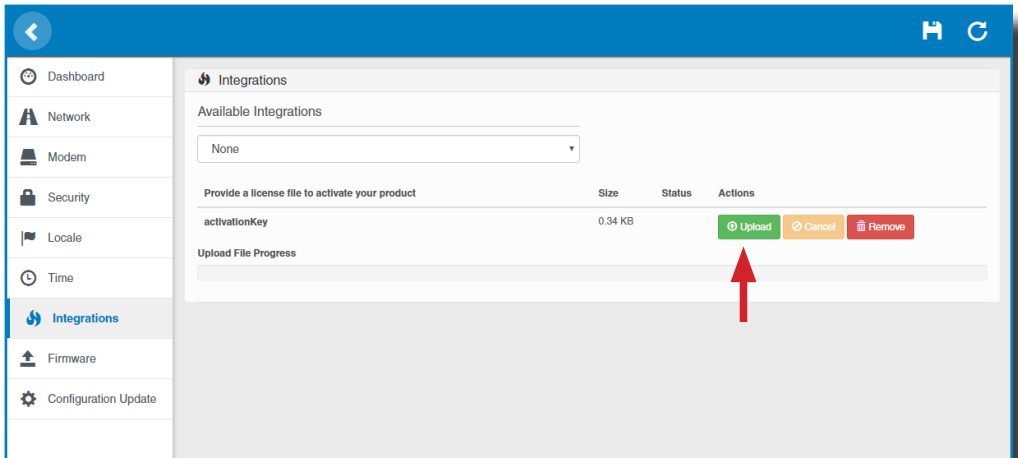 Dashboard
Network
Modem
Security
Locale
Time
Integrations
Firmware
Configuration Update
Integrations
Available Integrations
None
Provide a license file to activate your product Size Status Actions
activationKey 0.34 KB Upload Cancel Remove
Upload File Progress